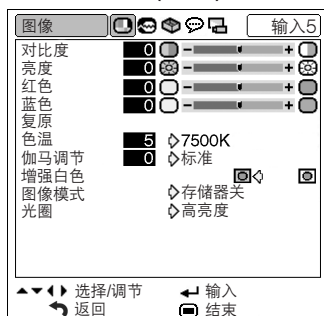 图像 输入5
对比度 0 - +
亮度 0 - +
红色 0 - +
蓝色 0 - +
复原
色温 5 7500K
伽马调节 0 标准
增强白色
图像模式 存储器关
光圈 高亮度
选择/调节 输入
返回 结束